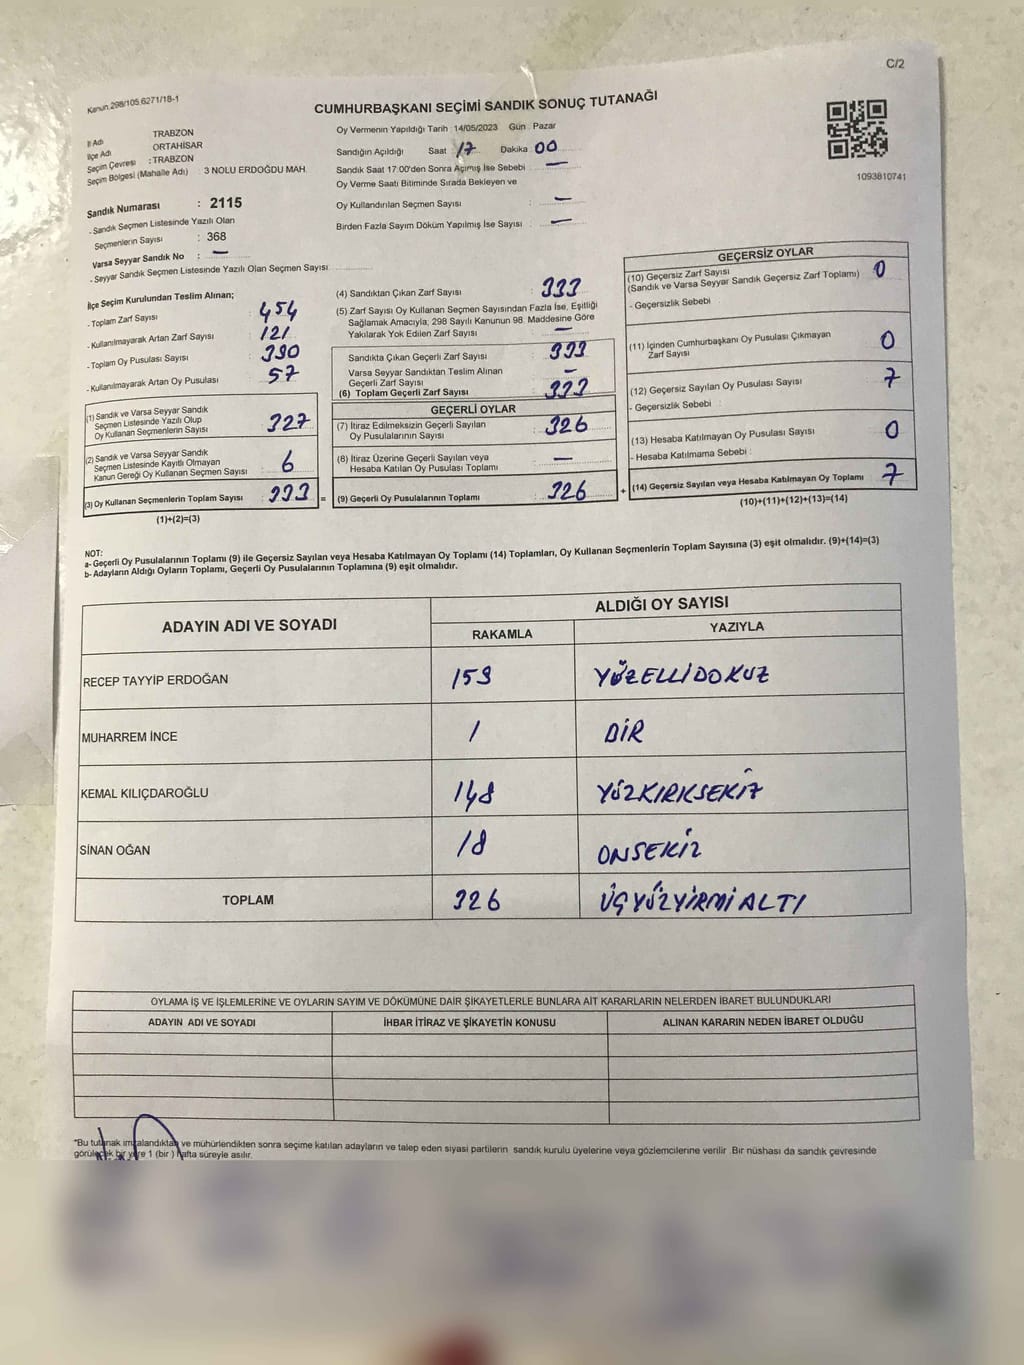 C/2
Kanun.298/105,6271/18-1
CUMHURBAŞKANI SEÇİMİ SANDIK SONUÇ TUTANAĞI
İl Adı TRABZON
İlçe Adı ORTAHİSAR
Seçim Çevresi : TRABZON
Seçim Bölgesi (Mahalle Adı) : 3 NOLU ERDOĞDU MAH.
Oy Vermenin Yapıldığı Tarih 14/05/2023 Gün Pazar
Sandığın Açıldığı Saat 17 Dakika 00
Sandık Saat 17:00'den Sonra Açımış İse Sebebi —
Oy Verme Saati Bitiminde Sırada Bekleyen ve
Oy Kullandırılan Seçmen Sayısı —
Birden Fazla Sayım Döküm Yapılmış İse Sayısı : —
1093810741
Sandık Numarası : 2115
- Sandık Seçmen Listesinde Yazılı Olan
Seçmenlerin Sayısı : 368
Varsa Seyyar Sandık No : —
- Seyyar Sandık Seçmen Listesinde Yazılı Olan Seçmen Sayısı
İlçe Seçim Kurulundan Teslim Alınan;
- Toplam Zarf Sayısı : 454
- Kullanılmayarak Artan Zarf Sayısı 121
- Toplam Oy Pusulası Sayısı : 390
- Kullanılmayarak Artan Oy Pusulası 57
(1) Sandık ve Varsa Seyyar Sandık
Seçmen Listesinde Yazılı Olup
Oy Kullanan Seçmenlerin Sayısı : 327
(2) Sandık ve Varsa Seyyar Sandık
Seçmen Listesinde Kayıtlı Olmayan
Kanun Gereği Oy Kullanan Seçmen Sayısı : 6
(3) Oy Kullanan Seçmenlerin Toplam Sayısı : 333 =
(1)+(2)=(3)
(4) Sandıktan Çıkan Zarf Sayısı : 333
(5) Zarf Sayısı Oy Kullanan Seçmen Sayısından Fazla İse, Eşitliği
Sağlamak Amacıyla; 298 Sayılı Kanunun 98. Maddesine Göre
Yakılarak Yok Edilen Zarf Sayısı : —
Sandıkta Çıkan Geçerli Zarf Sayısı : 333
Varsa Seyyar Sandıktan Teslim Alınan
Geçerli Zarf Sayısı : —
(6) Toplam Geçerli Zarf Sayısı : 333
GEÇERLİ OYLAR
(7) İtiraz Edilmeksizin Geçerli Sayılan
Oy Pusulalarının Sayısı : 326
(8) İtiraz Üzerine Geçerli Sayılan veya
Hesaba Katılan Oy Pusulası Toplamı : —
(9) Geçerli Oy Pusulalarının Toplamı : 326 +
GEÇERSİZ OYLAR
(10) Geçersiz Zarf Sayısı
(Sandık ve Varsa Seyyar Sandık Geçersiz Zarf Toplamı) : 0
- Geçersizlik Sebebi :
(11) İçinden Cumhurbaşkanı Oy Pusulası Çıkmayan
Zarf Sayısı 0
(12) Geçersiz Sayılan Oy Pusulası Sayısı 7
- Geçersizlik Sebebi :
(13) Hesaba Katılmayan Oy Pusulası Sayısı : 0
- Hesaba Katılmama Sebebi :
(14) Geçersiz Sayılan veya Hesaba Katılmayan Oy Toplamı 7
(10)+(11)+(12)+(13)=(14)
NOT:
a- Geçerli Oy Pusulalarının Toplamı (9) ile Geçersiz Sayılan veya Hesaba Katılmayan Oy Toplamı (14) Toplamları, Oy Kullanan Seçmenlerin Toplam Sayısına (3) eşit olmalıdır. (9)+(14)=(3)
b- Adayların Aldığı Oyların Toplamı, Geçerli Oy Pusulalarının Toplamına (9) eşit olmalıdır.
ADAYIN ADI VE SOYADI
ALDIĞI OY SAYISI
RAKAMLA YAZIYLA
RECEP TAYYİP ERDOĞAN 159 YÜZELLİDOKUZ
MUHARREM İNCE 1 BİR
KEMAL KILIÇDAROĞLU 148 YÜZKIRKSEKİZ
SİNAN OĞAN 18 ONSEKİZ
TOPLAM 326 ÜÇYÜZYİRMİALTI
OYLAMA İŞ VE İŞLEMLERİNE VE OYLARIN SAYIM VE DÖKÜMÜNE DAİR ŞİKAYETLERLE BUNLARA AİT KARARLARIN NELERDEN İBARET BULUNDUKLARI
ADAYIN ADI VE SOYADI İHBAR İTİRAZ VE ŞİKAYETİN KONUSU ALINAN KARARIN NEDEN İBARET OLDUĞU
*Bu tutanak imzalandıktan ve mühürlendikten sonra seçime katılan adayların ve talep eden siyasi partilerin sandık kurulu üyelerine veya gözlemcilerine verilir. Bir nüshası da sandık çevresinde
görülecek bir yere 1 (bir) hafta süreyle asılır.